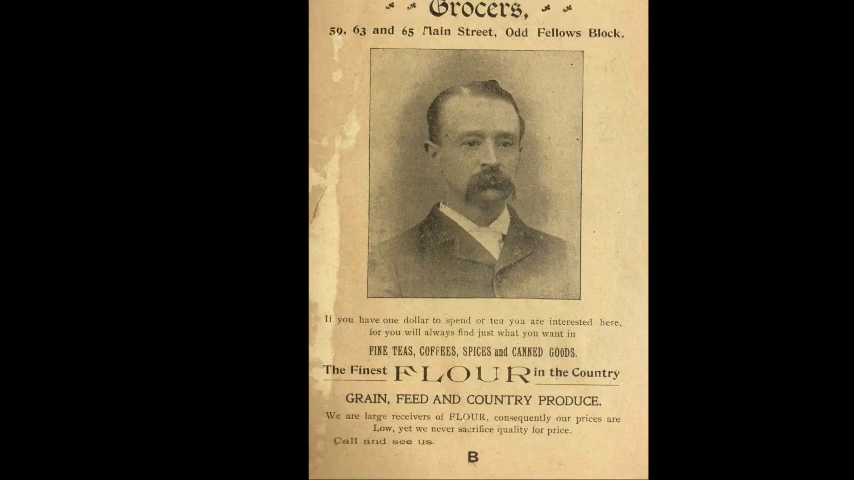 Grocers,
59, 63 and 65 Main Street, Odd Fellows Block.
If you have one dollar to spend or ten you are interested here,
for you will always find just what you want in
FINE TEAS, COFFEES, SPICES and CANNED GOODS.
The Finest FLOUR in the Country
GRAIN, FEED AND COUNTRY PRODUCE.
We are large receivers of FLOUR, consequently our prices are
Low, yet we never sacrifice quality for price.
Call and see us.
B